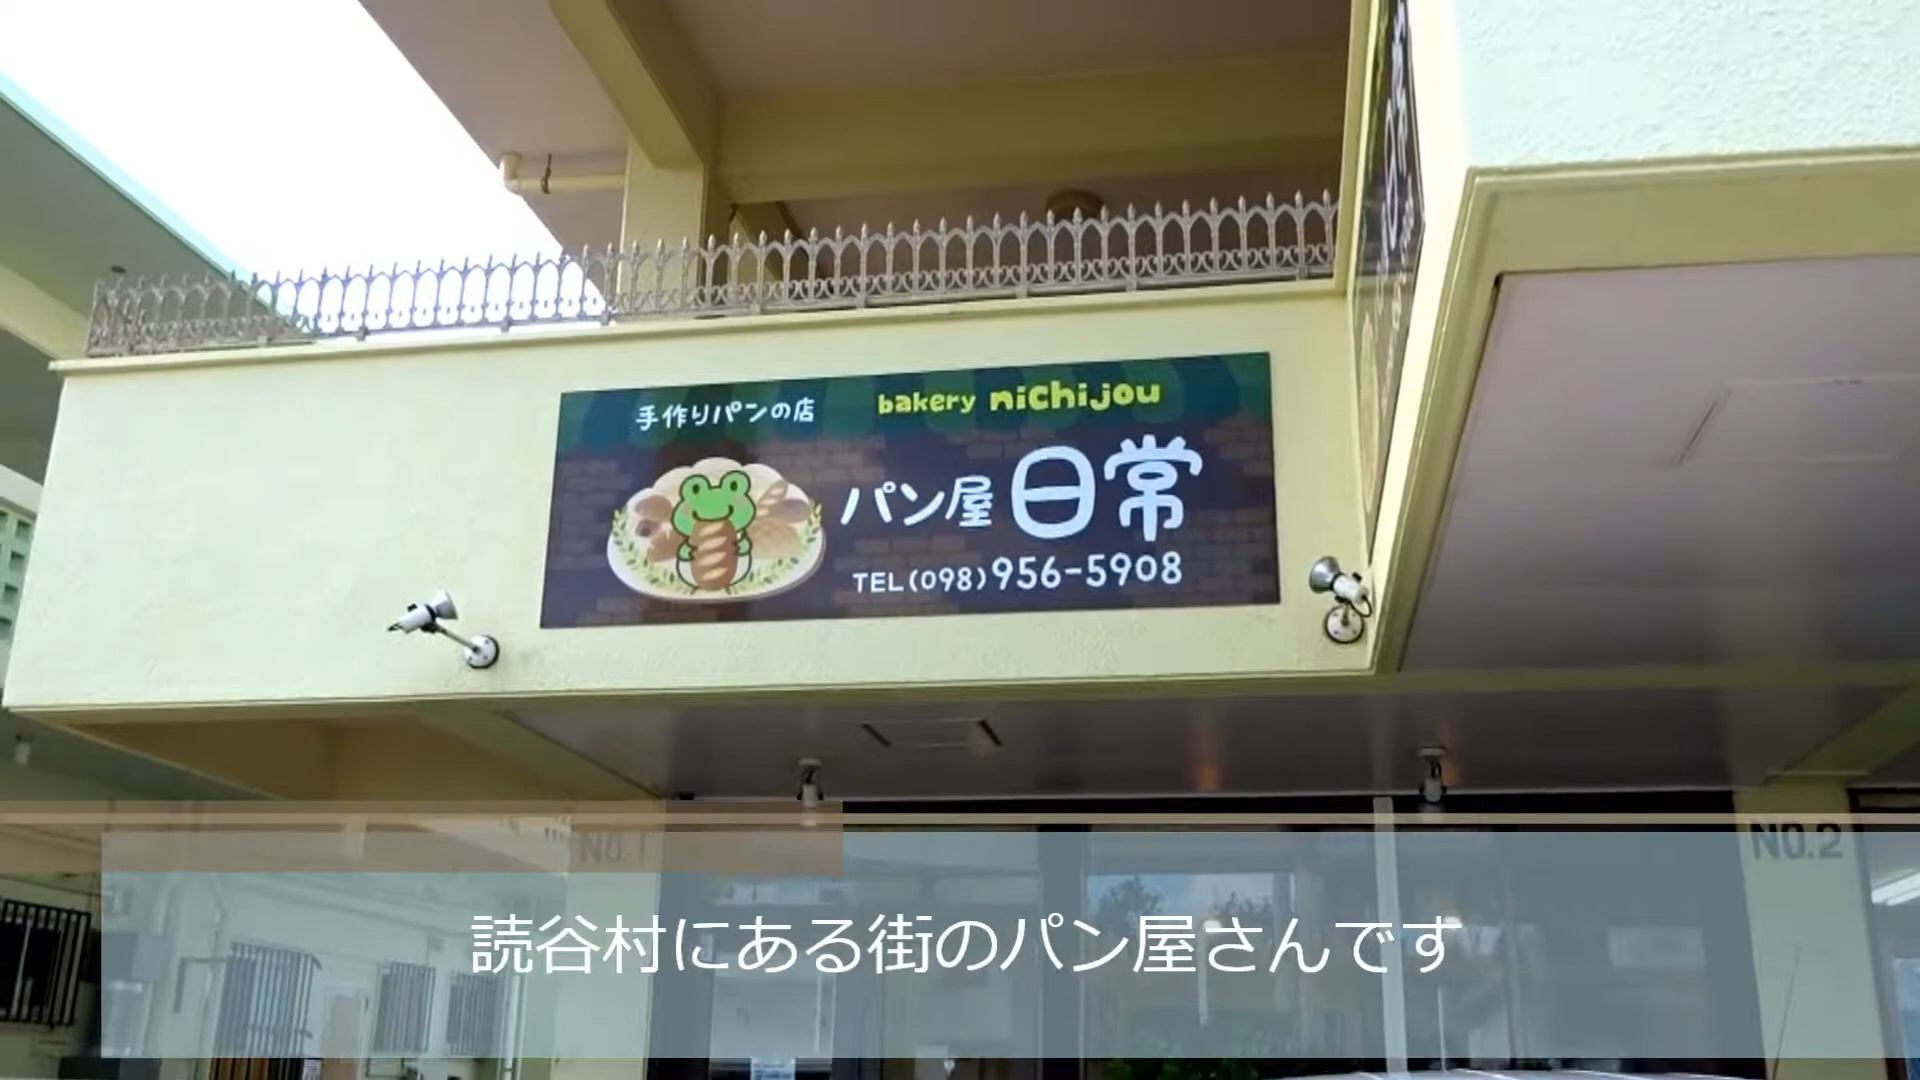 手作りパンの店
bakery nichijou
パン屋 日常
TEL(098)956-5908
NO.1
NO.2
読谷村にある街のパン屋さんです